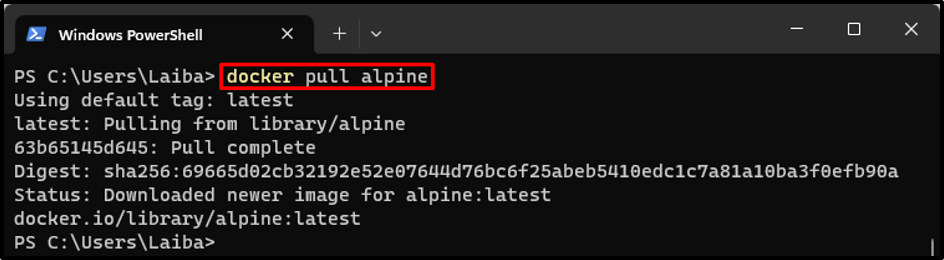 Windows PowerShell
PS C:\Users\Laiba> docker pull alpine
Using default tag: latest
latest: Pulling from library/alpine
63b65145d645: Pull complete
Digest: sha256:69665d02cb32192e52e07644d76bc6f25abeb5410edc1c7a81a10ba3f0efb90a
Status: Downloaded newer image for alpine:latest
docker.io/library/alpine:latest
PS C:\Users\Laiba>